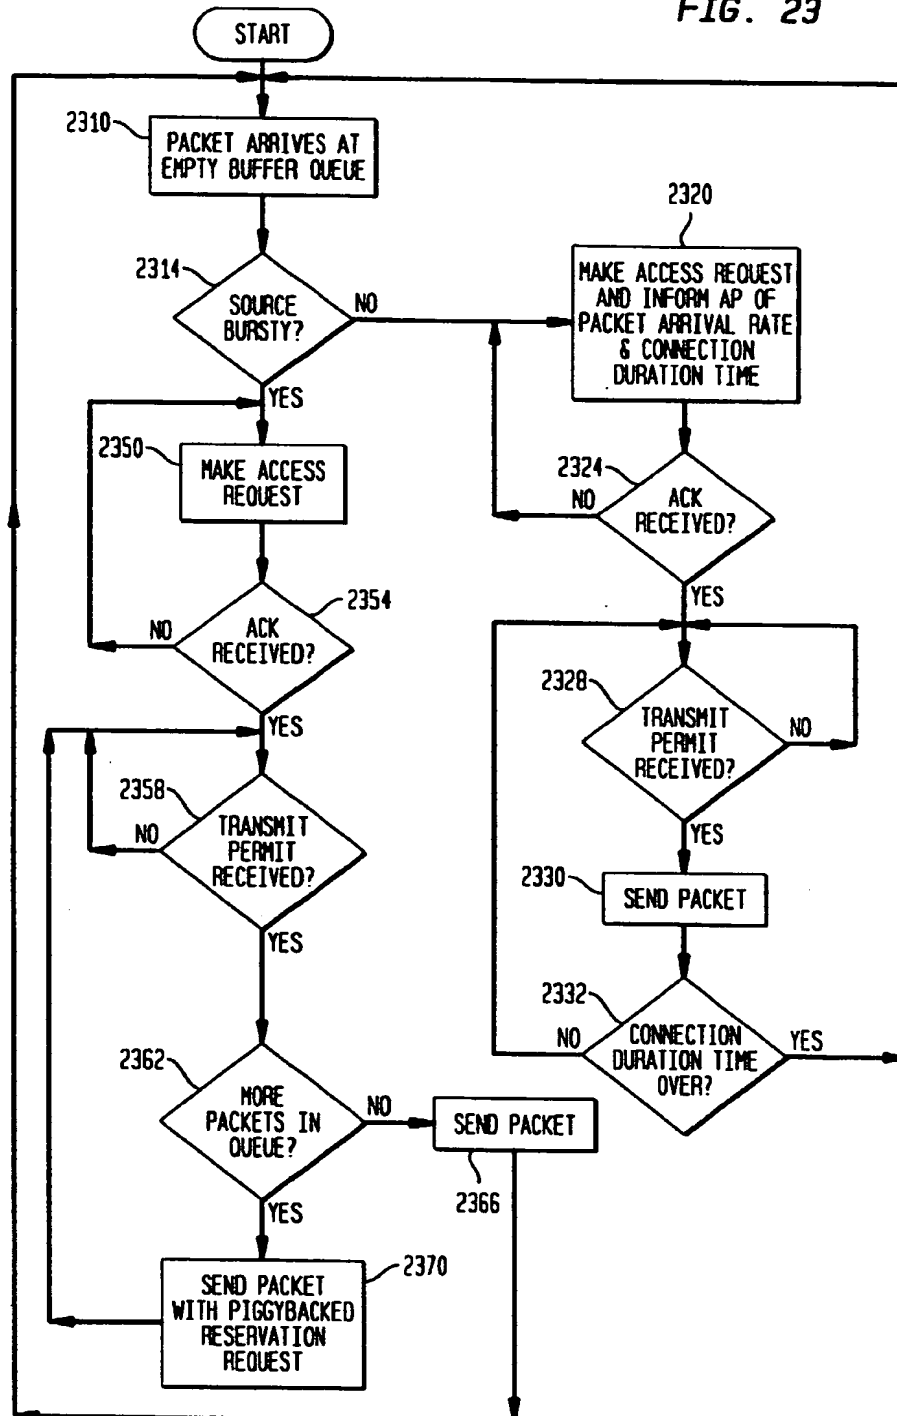 FIG. 23
START
2310
PACKET ARRIVES AT
EMPTY BUFFER QUEUE
2314
SOURCE
BURSTY?
NO
YES
2320
MAKE ACCESS REQUEST
AND INFORM AP OF
PACKET ARRIVAL RATE
& CONNECTION
DURATION TIME
2350
MAKE ACCESS
REQUEST
2324
ACK
RECEIVED?
NO
YES
2354
ACK
RECEIVED?
NO
YES
2328
TRANSMIT
PERMIT
RECEIVED?
NO
YES
2358
TRANSMIT
PERMIT
RECEIVED?
NO
YES
2330
SEND PACKET
2332
CONNECTION
DURATION TIME
OVER?
NO
YES
2362
MORE
PACKETS IN
QUEUE?
NO
YES
SEND PACKET
2366
2370
SEND PACKET
WITH PIGGYBACKED
RESERVATION
REQUEST